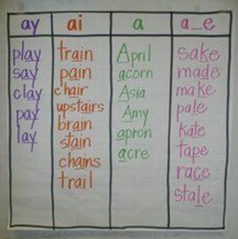 ay ai a a_e
play train April sake
say pain acorn made
clay chair Asia make
pay upstairs Amy pale
lay brain apron Kate
stain acre tape
chains race
trail stale